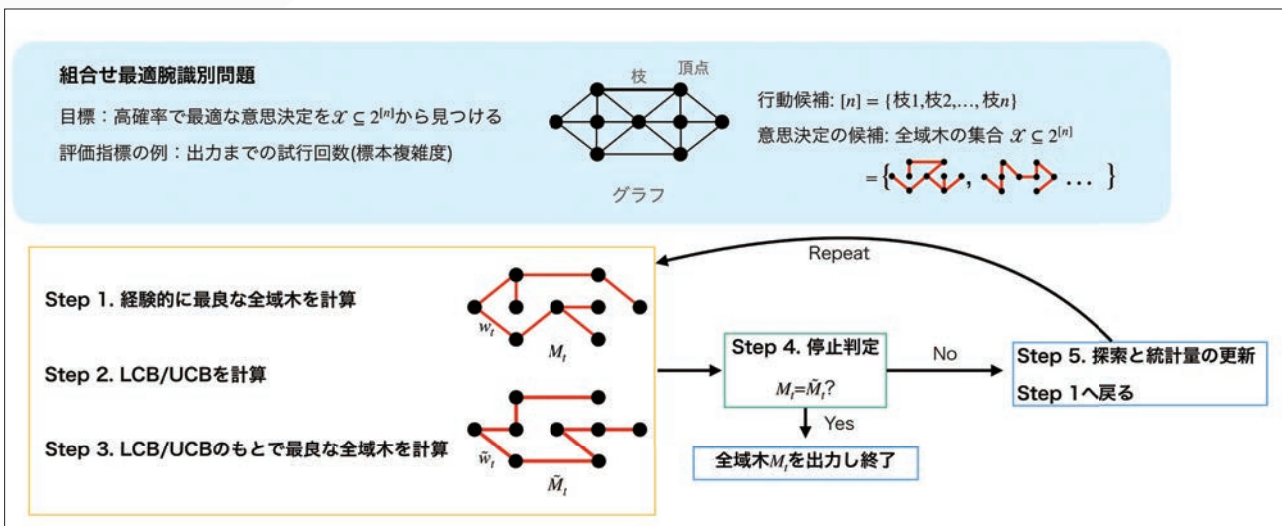 組合せ最適腕識別問題
目標：高確率で最適な意思決定を𝒳 ⊆ 2^[n]から見つける
評価指標の例：出力までの試行回数(標本複雑度)
枝
頂点
グラフ
行動候補: [n] = {枝1,枝2,…, 枝n}
意思決定の候補: 全域木の集合 𝒳 ⊆ 2^[n]
= { , … }
Repeat
Step 1. 経験的に最良な全域木を計算
w_t
M_t
Step 2. LCB/UCBを計算
Step 3. LCB/UCBのもとで最良な全域木を計算
w̃_t
M̃_t
Step 4. 停止判定
M_t=M̃_t?
No
Yes
全域木M_tを出力し終了
Step 5. 探索と統計量の更新
Step 1へ戻る